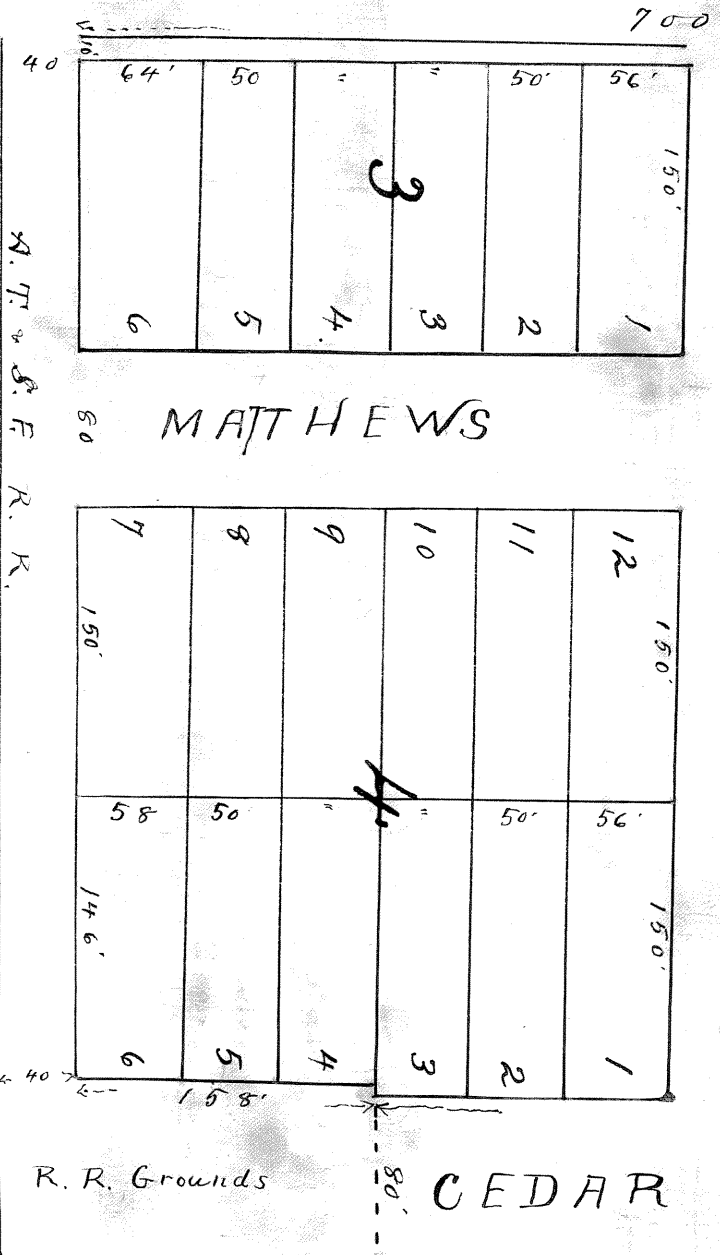 700
10'
40 64' 50 " " 50' 56'
150'
3
6 5 4. 3 2 1
A. T. & S. F. R. R.
80 MATTHEWS
7 8 9 10 11 12
150' 150'
4
58 50 " " 50' 56'
146' 150'
6 5 4 3 2 1
40
158'
R. R. Grounds 80' CEDAR